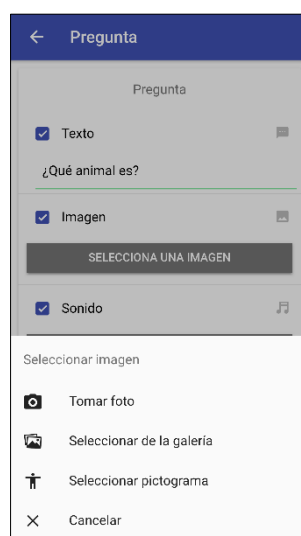 Pregunta
Pregunta
Texto
¿Qué animal es?
Imagen
SELECCIONA UNA IMAGEN
Sonido
Seleccionar imagen
Tomar foto
Seleccionar de la galería
Seleccionar pictograma
Cancelar